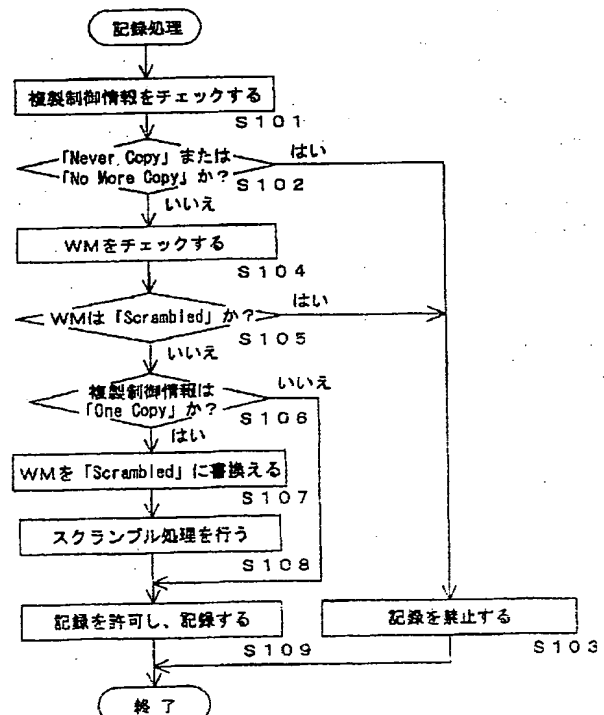 記録処理
複製制御情報をチェックする
S101
「Never Copy」または
「No More Copy」か?
はい
S102
いいえ
WMをチェックする
S104
WMは「Scrambled」か?
はい
S105
いいえ
複製制御情報は
「One Copy」か?
いいえ
S106
はい
WMを「Scrambled」に書換える
S107
スクランブル処理を行う
S108
記録を許可し、記録する
S109
記録を禁止する
S103
終了